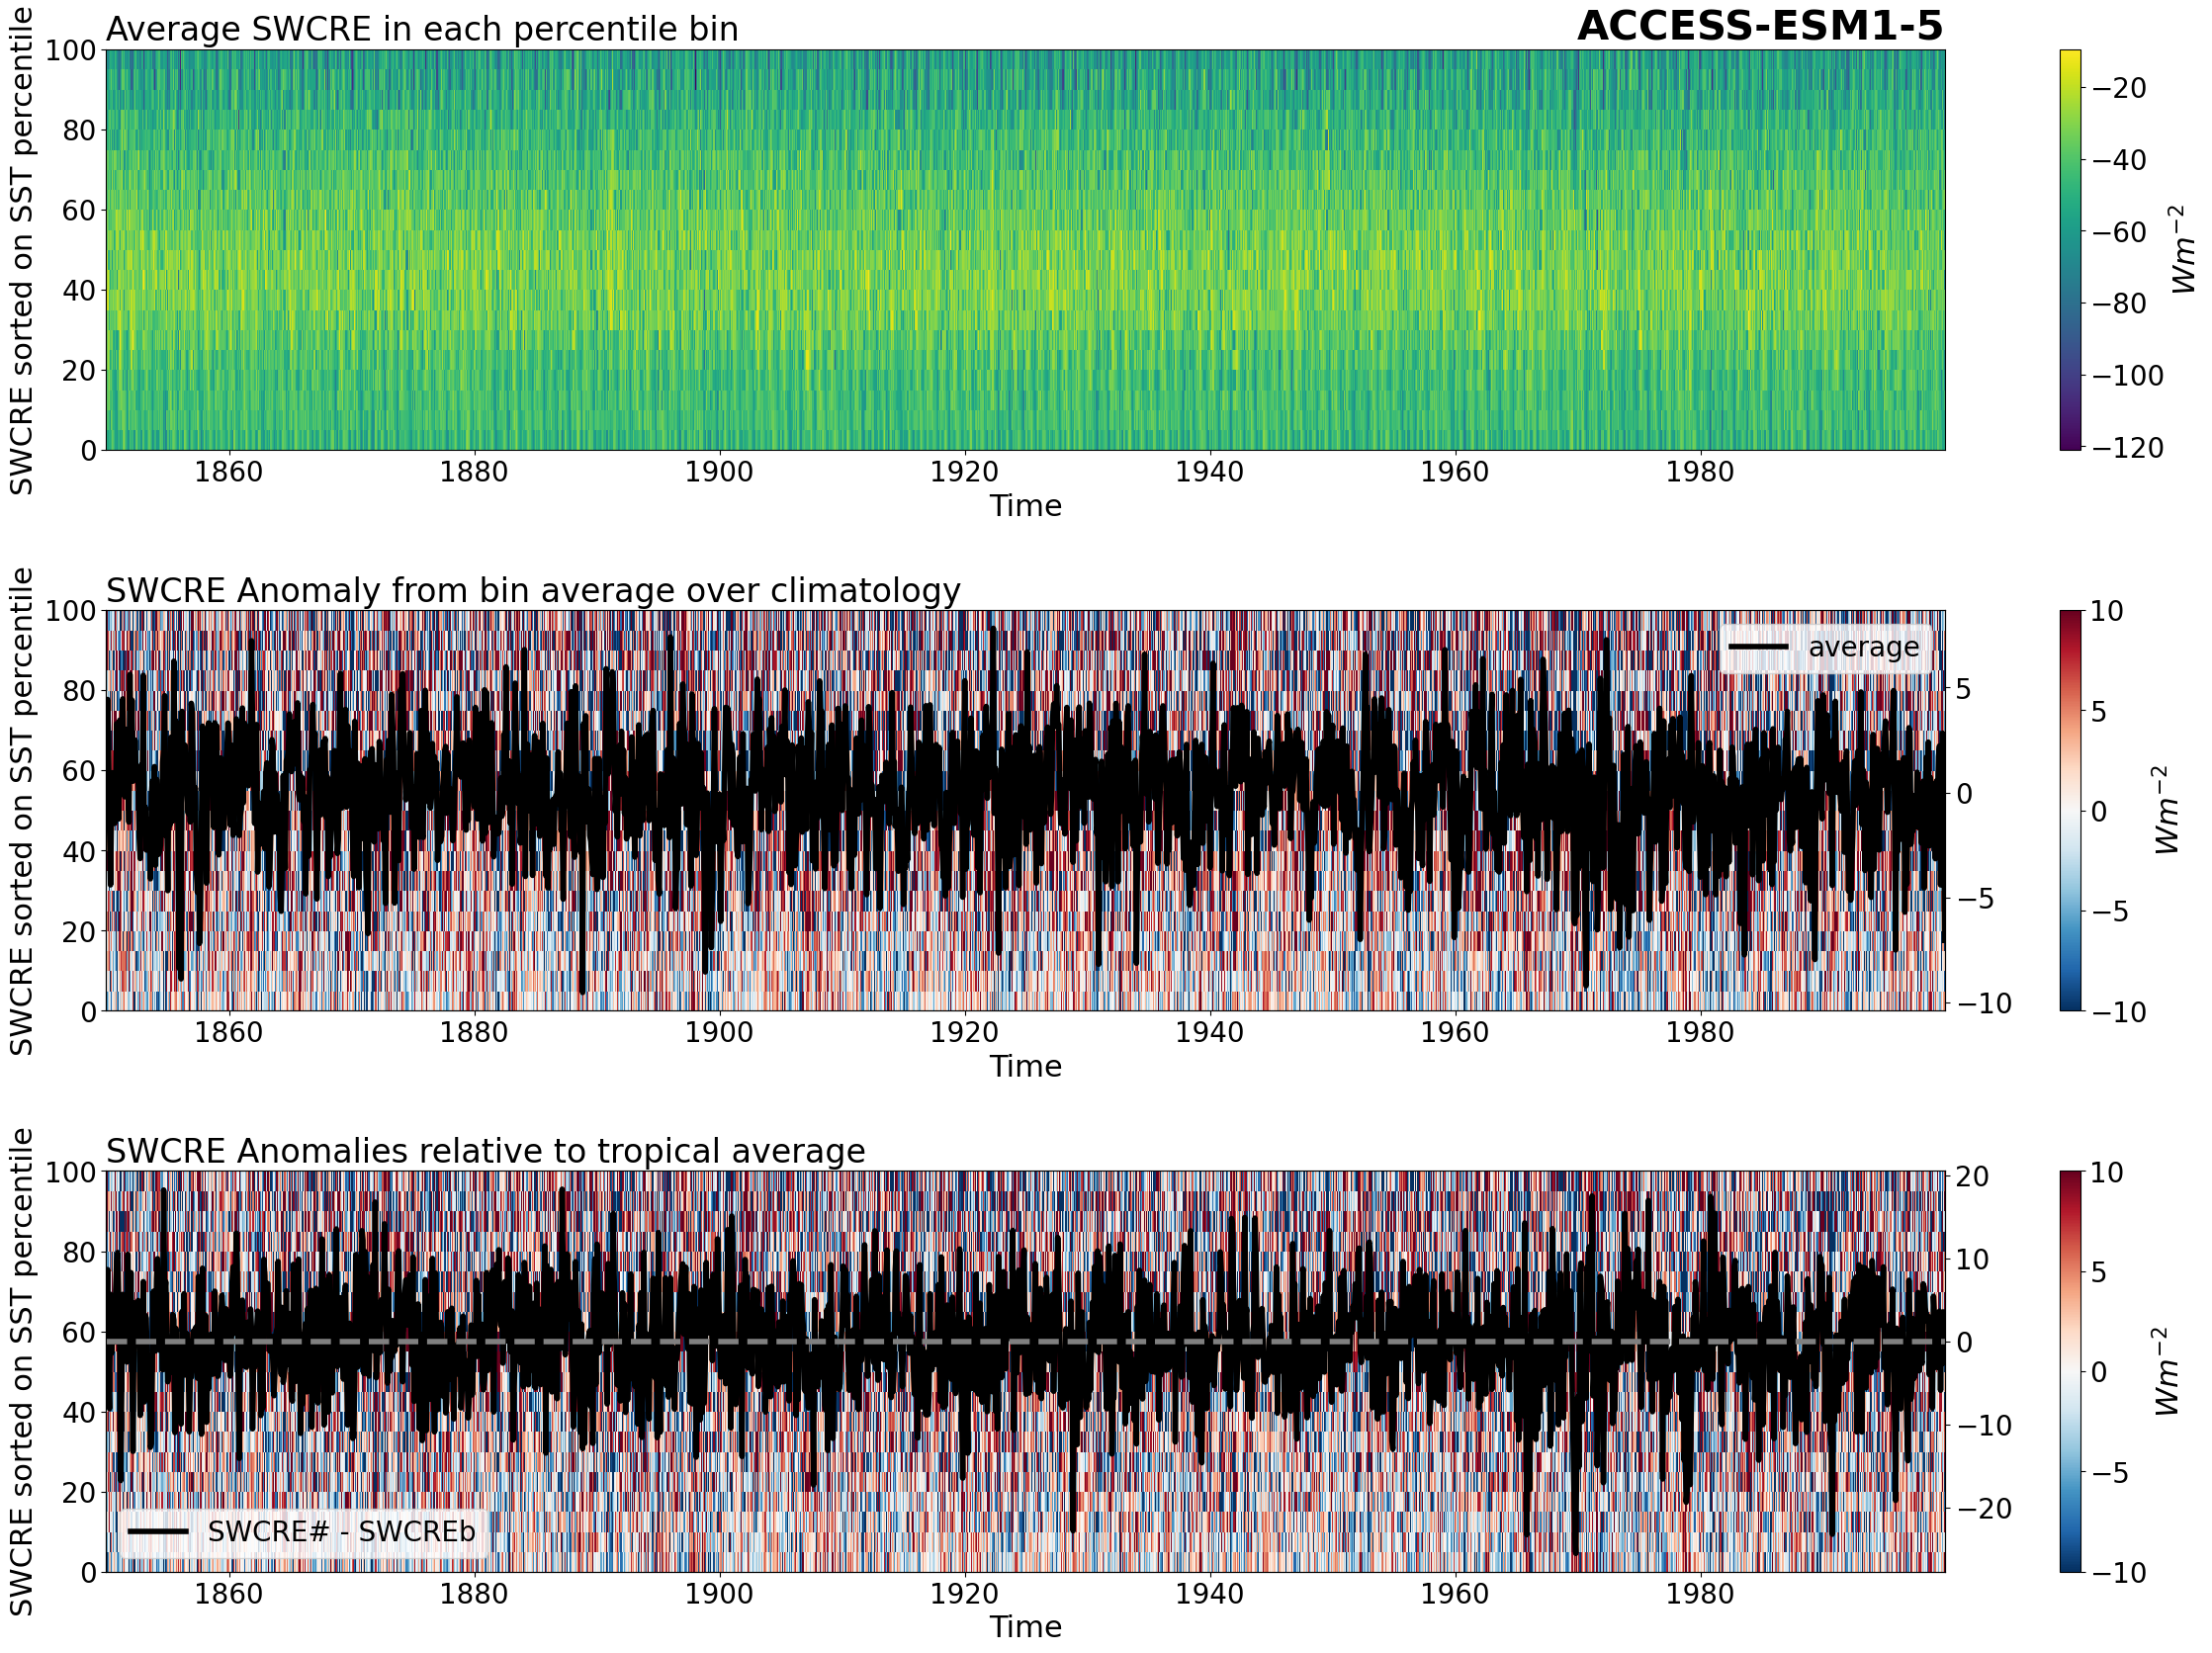 Average SWCRE in each percentile bin
ACCESS-ESM1-5
SWCRE sorted on SST percentile
100
80
60
40
20
0
1860 1880 1900 1920 1940 1960 1980
Time
−20
−40
−60
−80
−100
−120
Wm⁻²
SWCRE Anomaly from bin average over climatology
SWCRE sorted on SST percentile
100
80
60
40
20
0
average
5
0
−5
−10
1860 1880 1900 1920 1940 1960 1980
Time
10
5
0
−5
−10
Wm⁻²
SWCRE Anomalies relative to tropical average
SWCRE sorted on SST percentile
100
80
60
40
20
0
SWCRE# - SWCREb
20
10
0
−10
−20
1860 1880 1900 1920 1940 1960 1980
Time
10
5
0
−5
−10
Wm⁻²